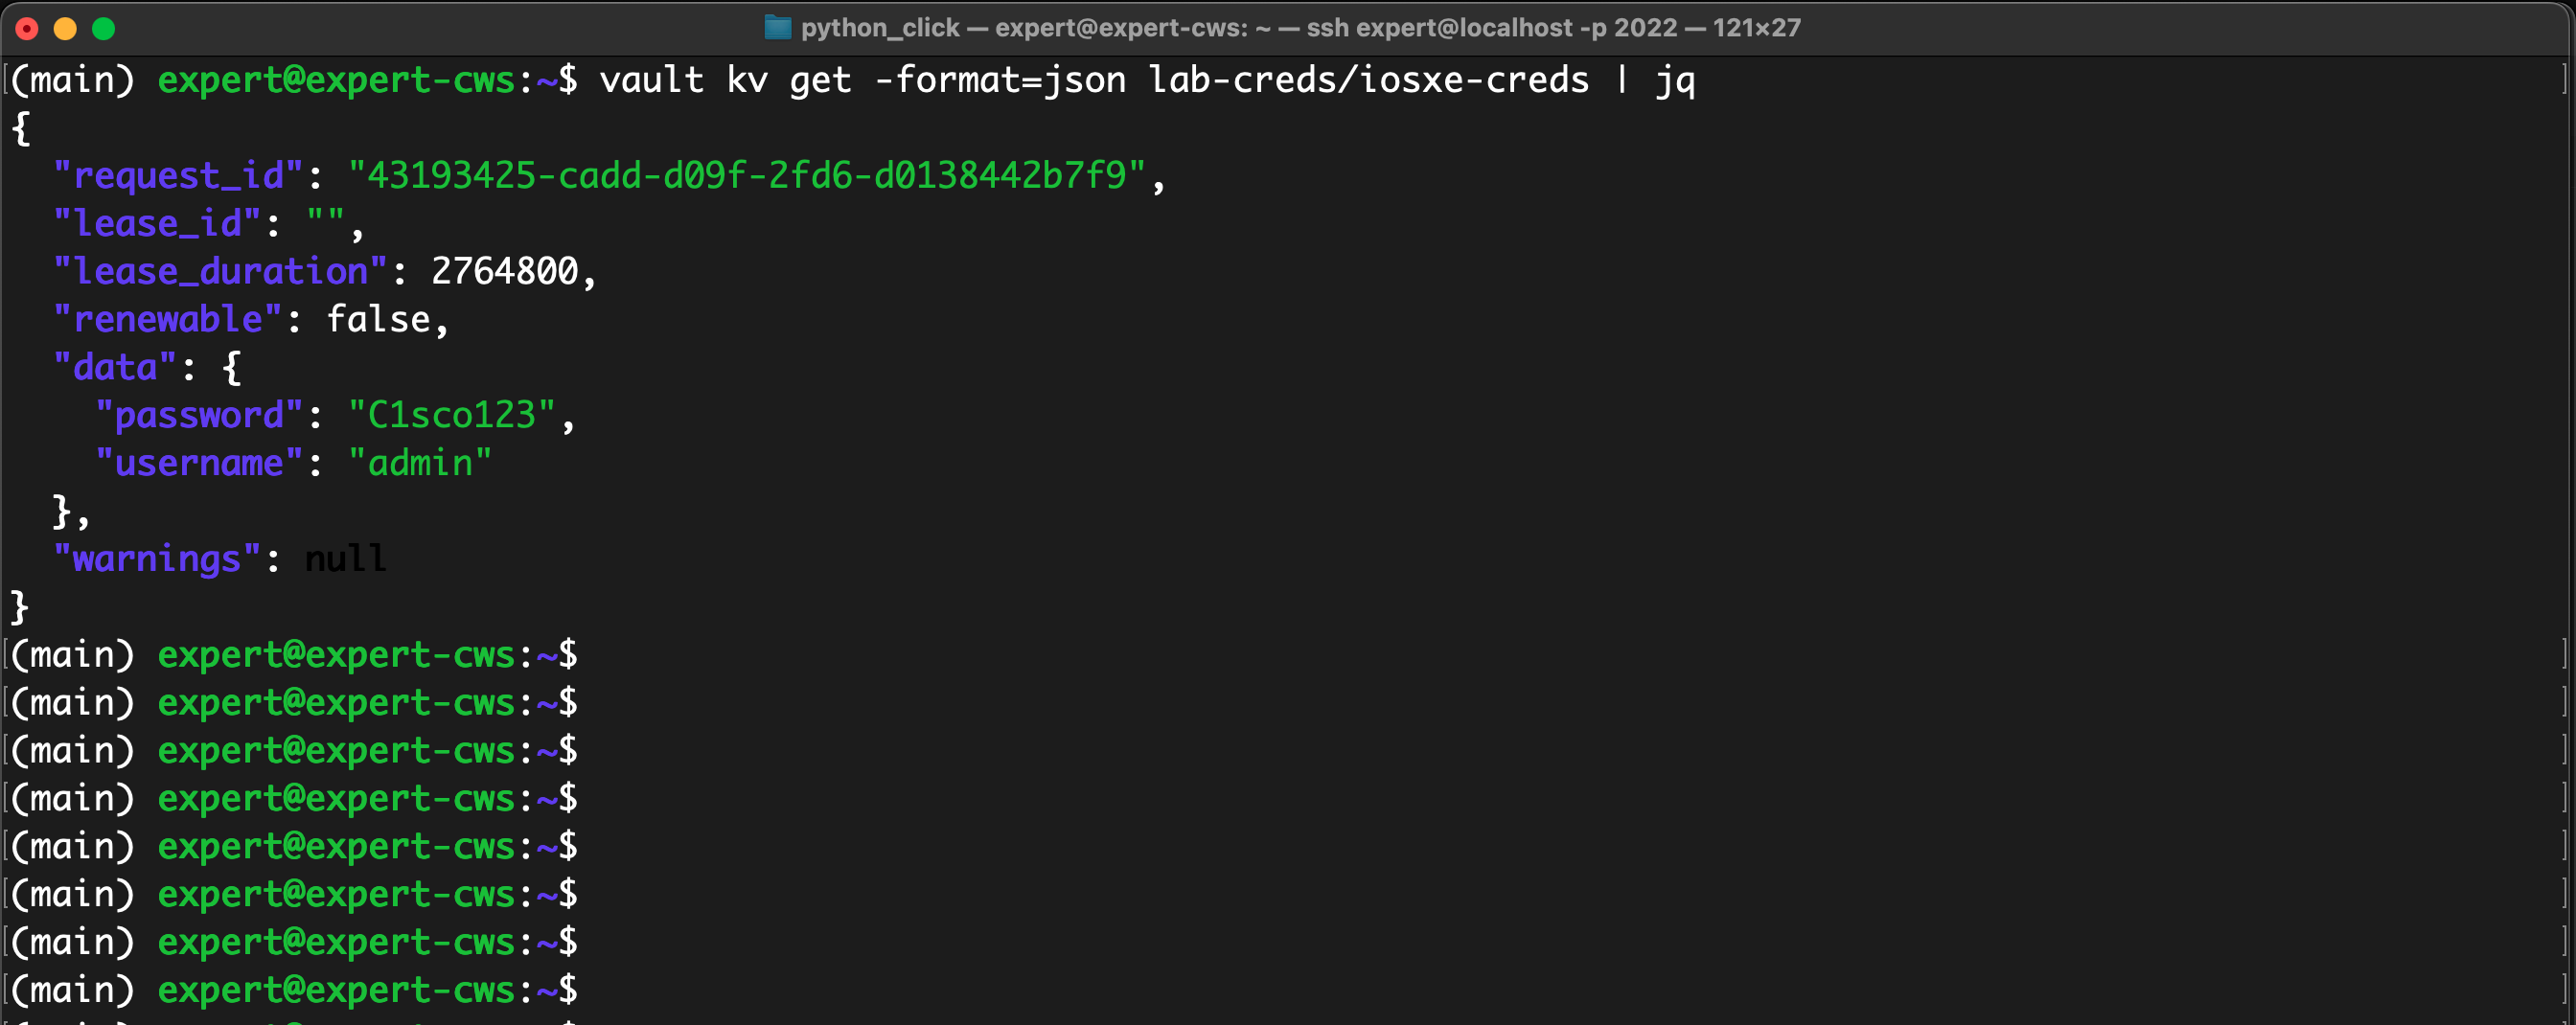 python_click — expert@expert-cws: ~ — ssh expert@localhost -p 2022 — 121×27
[(main) expert@expert-cws:~$ vault kv get -format=json lab-creds/iosxe-creds | jq ]
{
  "request_id": "43193425-cadd-d09f-2fd6-d0138442b7f9",
  "lease_id": "",
  "lease_duration": 2764800,
  "renewable": false,
  "data": {
    "password": "C1sco123",
    "username": "admin"
  },
  "warnings": null
}
[(main) expert@expert-cws:~$ ]
[(main) expert@expert-cws:~$ ]
[(main) expert@expert-cws:~$ ]
[(main) expert@expert-cws:~$ ]
[(main) expert@expert-cws:~$ ]
[(main) expert@expert-cws:~$ ]
[(main) expert@expert-cws:~$ ]
[(main) expert@expert-cws:~$ ]